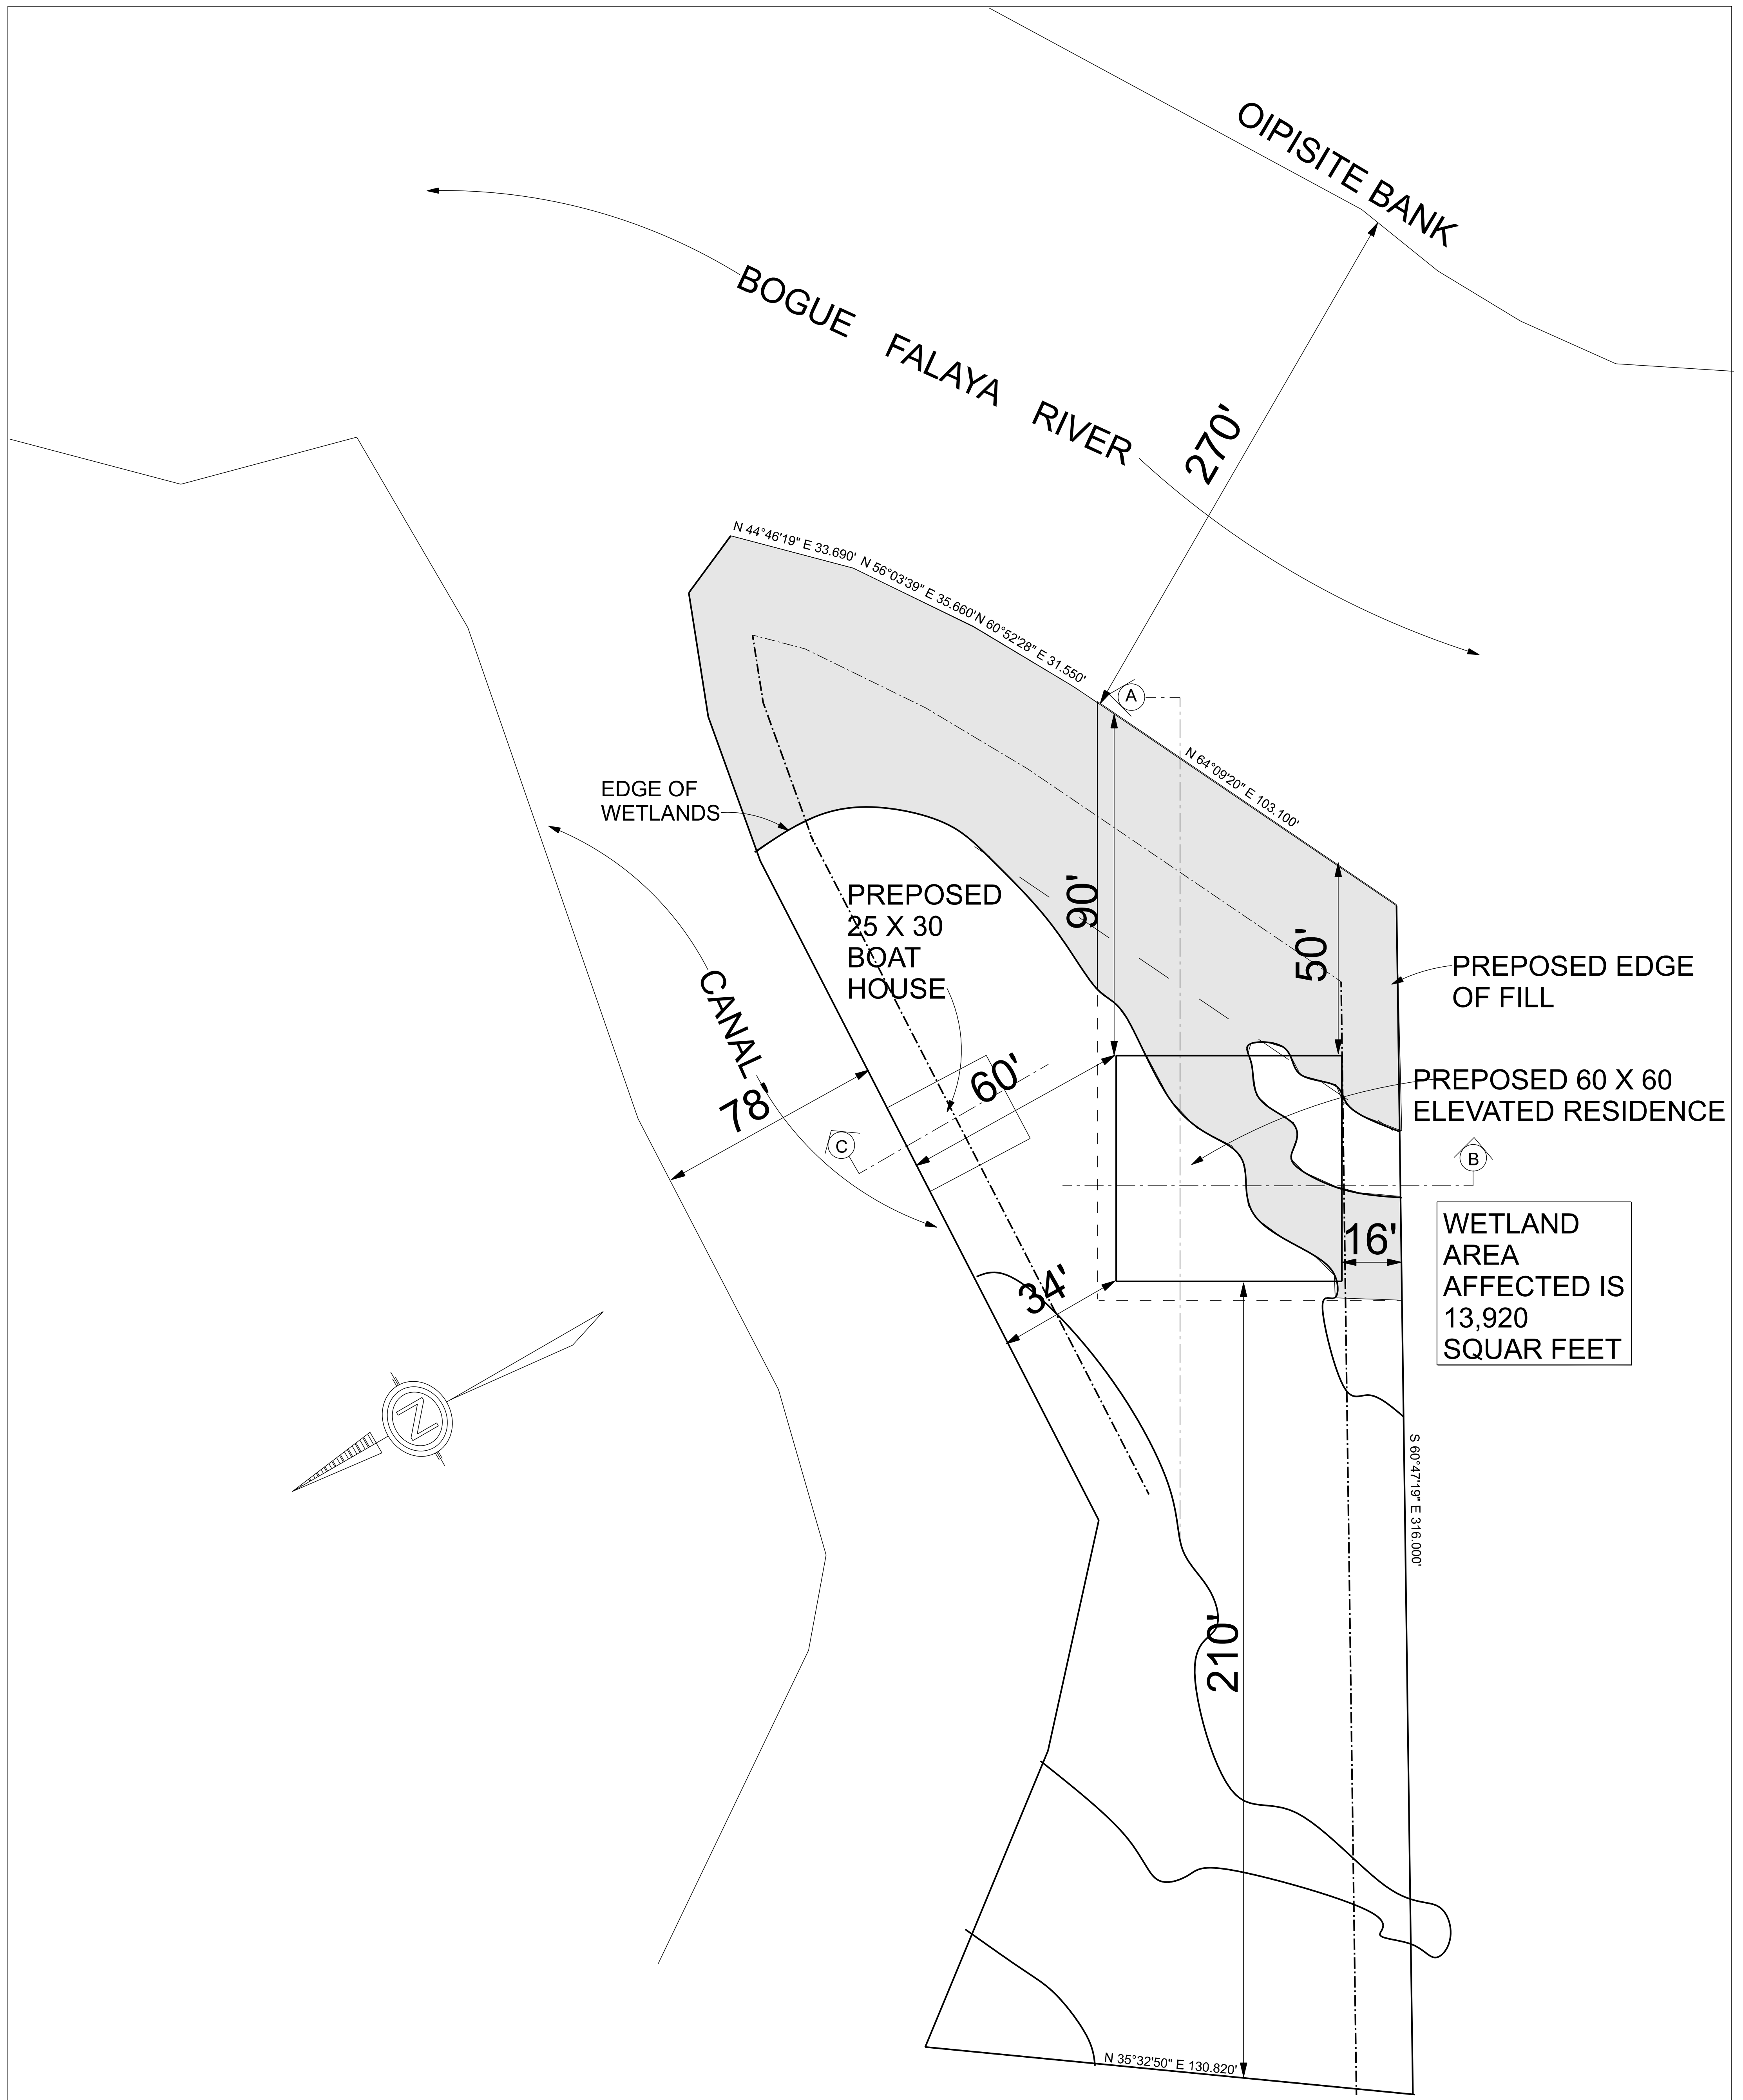 OIPISITE BANK
BOGUE FALAYA RIVER
270'
N 44°46'19" E 33.690'
N 56°03'39" E 35.660'
N 60°52'28" E 31.550'
A
N 64°09'20" E 103.100'
EDGE OF
WETLANDS
90'
50'
PREPOSED
25 X 30
BOAT
HOUSE
PREPOSED EDGE
OF FILL
CANAL
78'
60'
PREPOSED 60 X 60
ELEVATED RESIDENCE
C
B
WETLAND
AREA
AFFECTED IS
13,920
SQUAR FEET
16'
34'
N
S 60°47'19" E 316.000'
210'
N 35°32'50" E 130.820'